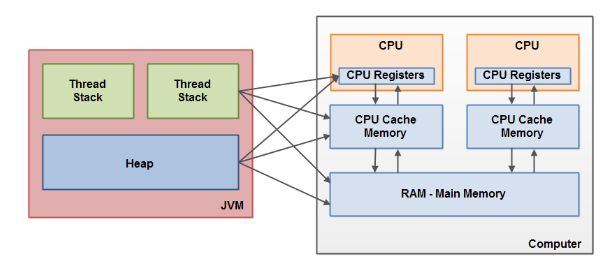 Thread
Stack
Thread
Stack
Heap
JVM
CPU
CPU Registers
CPU Cache
Memory
CPU
CPU Registers
CPU Cache
Memory
RAM - Main Memory
Computer